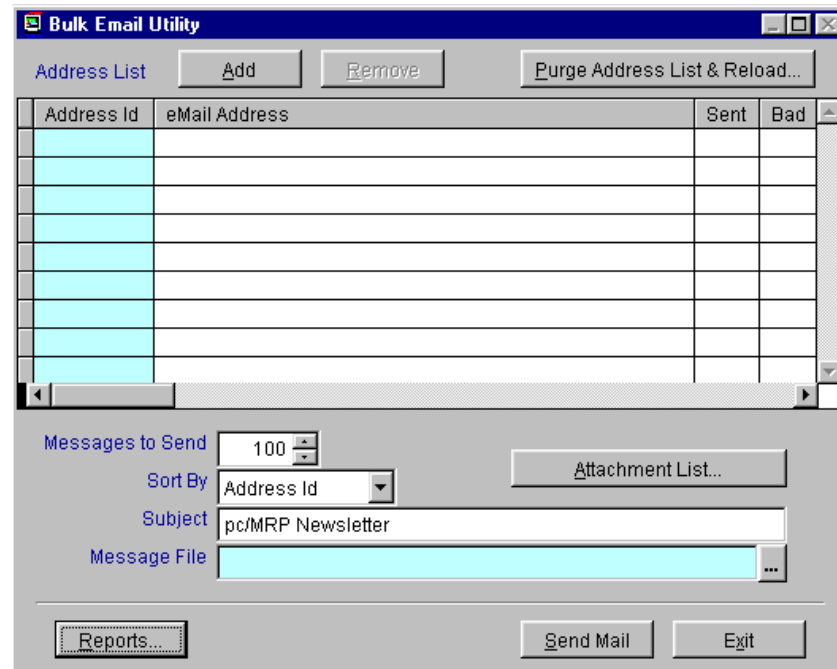 Bulk Email Utility
Address List Add Remove Purge Address List & Reload...
Address Id eMail Address Sent Bad
Messages to Send 100
Attachment List...
Sort By Address Id
Subject pc/MRP Newsletter
Message File ...
Reports... Send Mail Exit